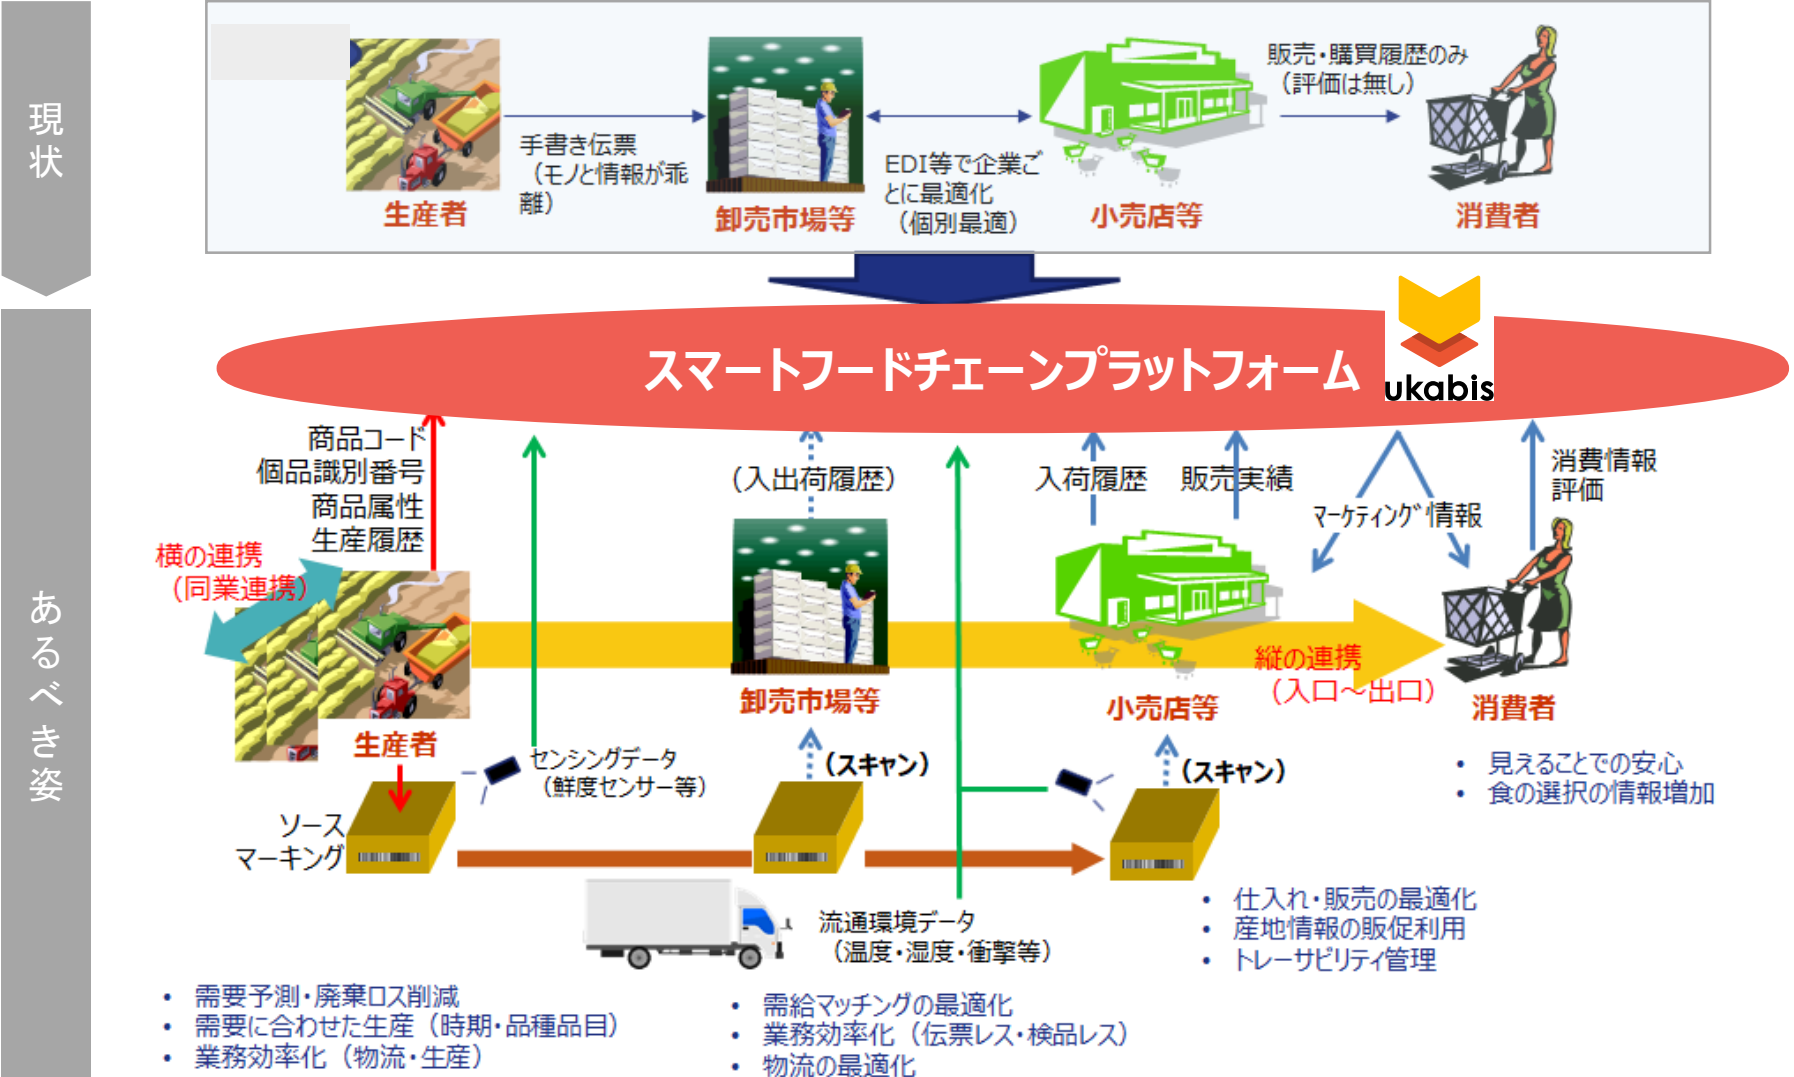 現状
手書き伝票
（モノと情報が乖
離）
EDI等で企業ご
とに最適化
（個別最適）
販売・購買履歴のみ
（評価は無し）
生産者
卸売市場等
小売店等
消費者
スマートフードチェーンプラットフォーム
ukabis
あるべき姿
商品コード
個品識別番号
商品属性
生産履歴
横の連携
（同業連携）
（入出荷履歴）
入荷履歴
販売実績
マーケティング情報
消費情報
評価
縦の連携
（入口～出口）
生産者
卸売市場等
小売店等
消費者
センシングデータ
（鮮度センサー等）
（スキャン）
（スキャン）
• 見えることでの安心
• 食の選択の情報増加
ソース
マーキング
流通環境データ
（温度・湿度・衝撃等）
• 仕入れ・販売の最適化
• 産地情報の販促利用
• トレーサビリティ管理
• 需要予測・廃棄ロス削減
• 需要に合わせた生産（時期・品種品目）
• 業務効率化（物流・生産）
• 需給マッチングの最適化
• 業務効率化（伝票レス・検品レス）
• 物流の最適化